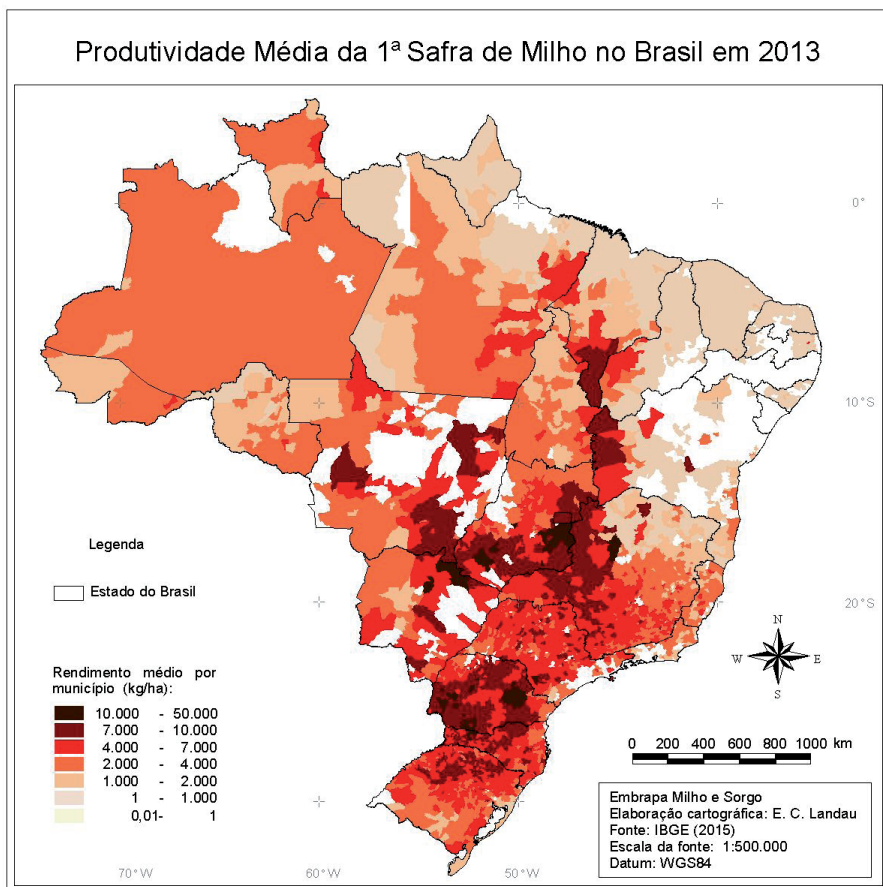 Produtividade Média da 1ª Safra de Milho no Brasil em 2013
0°
10°S
20°S
Legenda
Estado do Brasil
Rendimento médio por
município (kg/ha):
10.000 - 50.000
7.000 - 10.000
4.000 - 7.000
2.000 - 4.000
1.000 - 2.000
1 - 1.000
0,01- 1
N
W E
S
0 200 400 600 800 1000 km
Embrapa Milho e Sorgo
Elaboração cartográfica: E. C. Landau
Fonte: IBGE (2015)
Escala da fonte: 1:500.000
Datum: WGS84
70°W 60°W 50°W